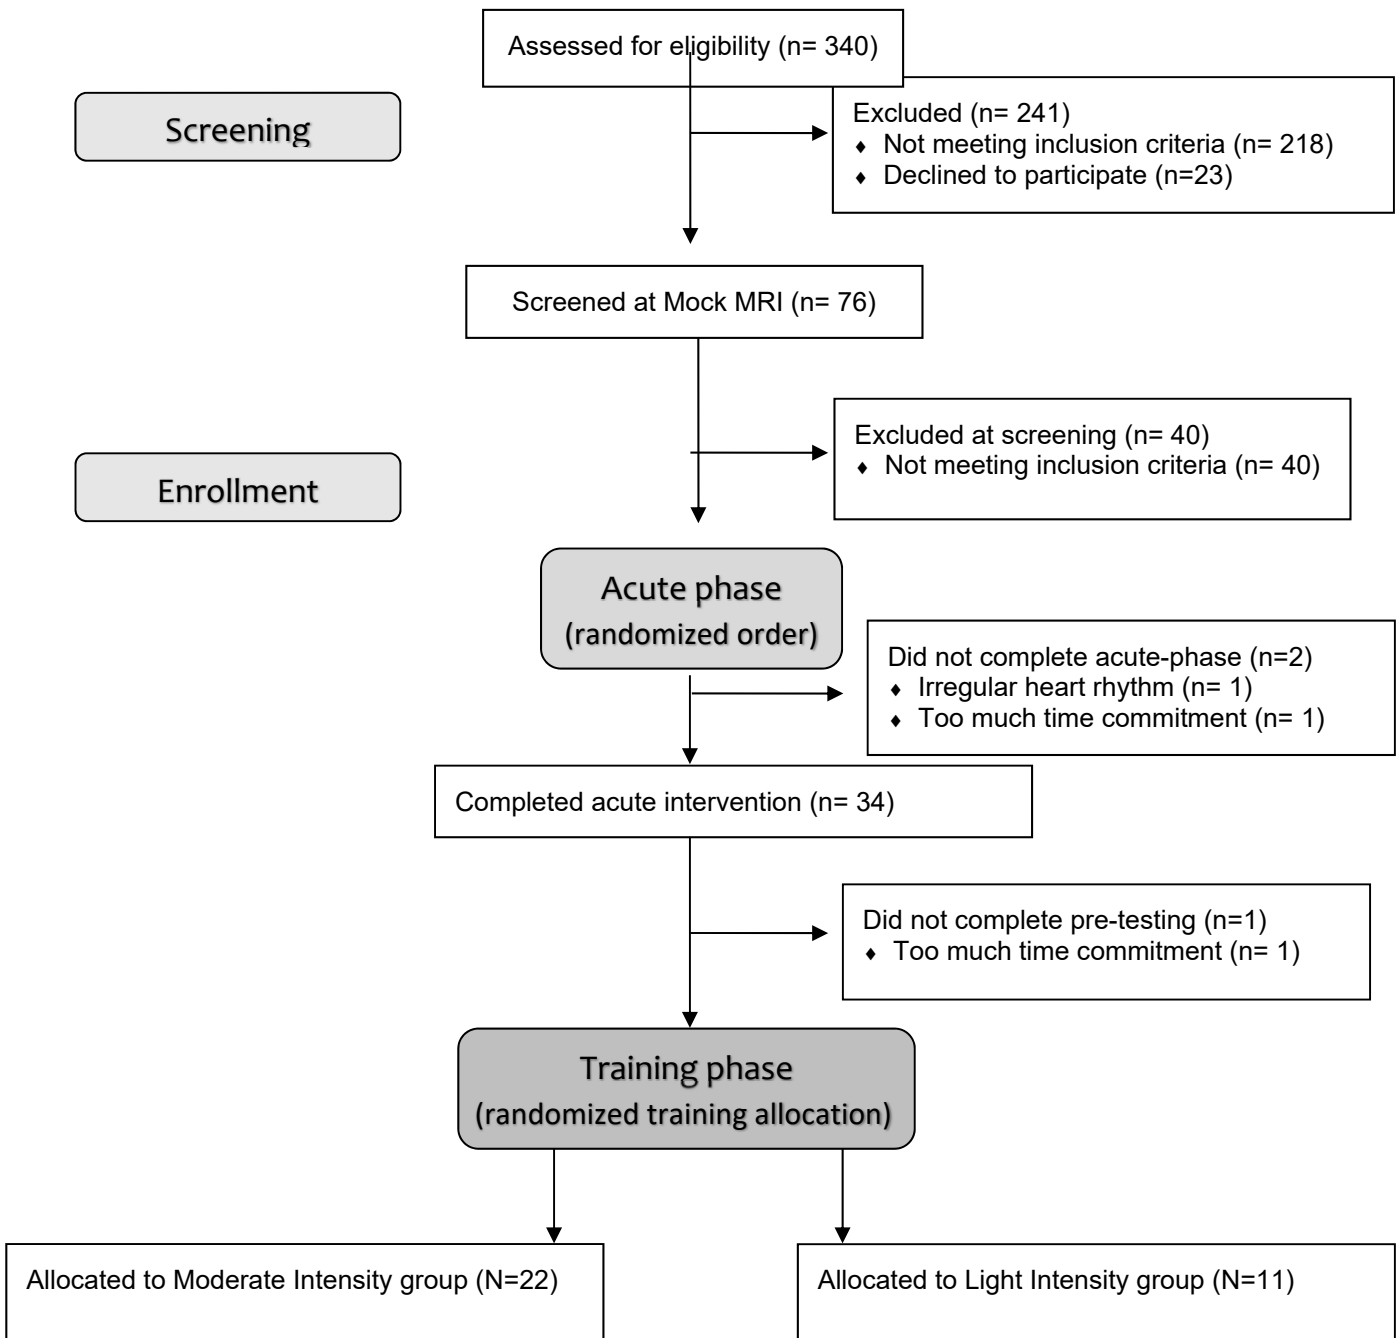 Assessed for eligibility (n= 340)
Screening
Excluded (n= 241)
♦ Not meeting inclusion criteria (n= 218)
♦ Declined to participate (n=23)
Screened at Mock MRI (n= 76)
Excluded at screening (n= 40)
♦ Not meeting inclusion criteria (n= 40)
Enrollment
Acute phase
(randomized order)
Did not complete acute-phase (n=2)
♦ Irregular heart rhythm (n= 1)
♦ Too much time commitment (n= 1)
Completed acute intervention (n= 34)
Did not complete pre-testing (n=1)
♦ Too much time commitment (n= 1)
Training phase
(randomized training allocation)
Allocated to Moderate Intensity group (N=22)
Allocated to Light Intensity group (N=11)